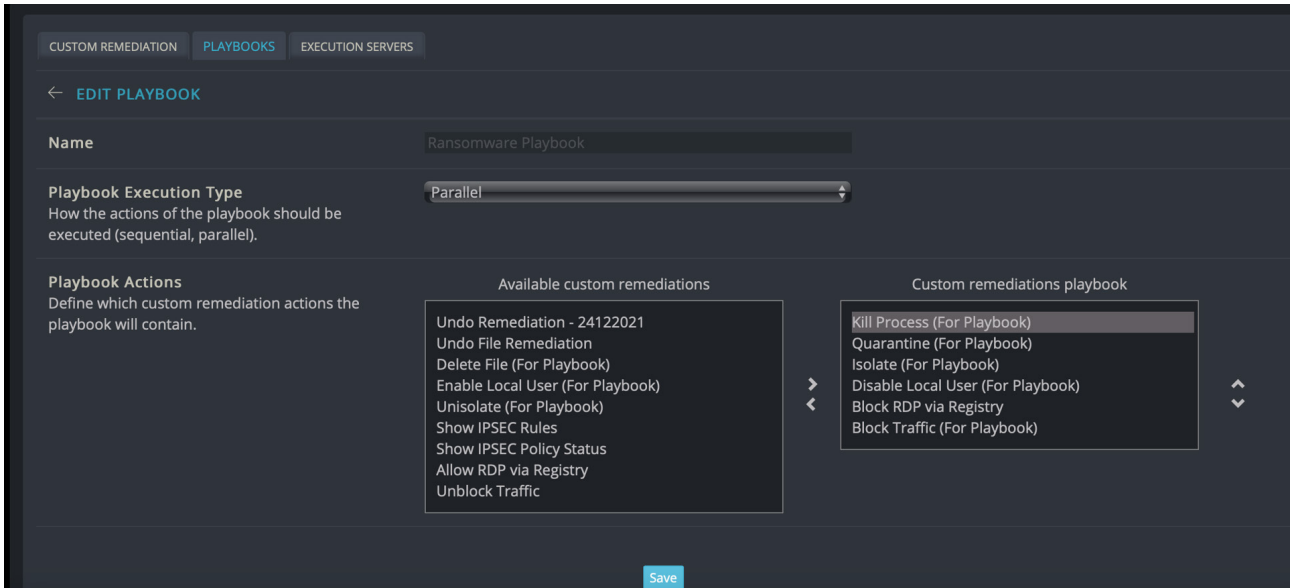 CUSTOM REMEDIATION PLAYBOOKS EXECUTION SERVERS
EDIT PLAYBOOK
Name
Ransomware Playbook
Playbook Execution Type
How the actions of the playbook should be
executed (sequential, parallel).
Parallel
Playbook Actions
Define which custom remediation actions the
playbook will contain.
Available custom remediations
Undo Remediation - 24122021
Undo File Remediation
Delete File (For Playbook)
Enable Local User (For Playbook)
Unisolate (For Playbook)
Show IPSEC Rules
Show IPSEC Policy Status
Allow RDP via Registry
Unblock Traffic
Custom remediations playbook
Kill Process (For Playbook)
Quarantine (For Playbook)
Isolate (For Playbook)
Disable Local User (For Playbook)
Block RDP via Registry
Block Traffic (For Playbook)
Save